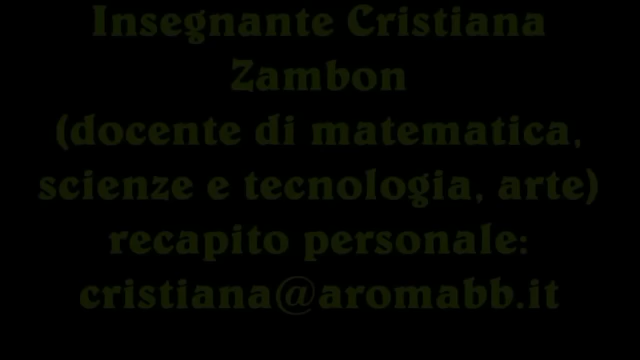 Insegnante Cristiana
Zambon
(docente di matematica,
scienze e tecnologia, arte)
recapito personale:
cristiana@aromabb.it